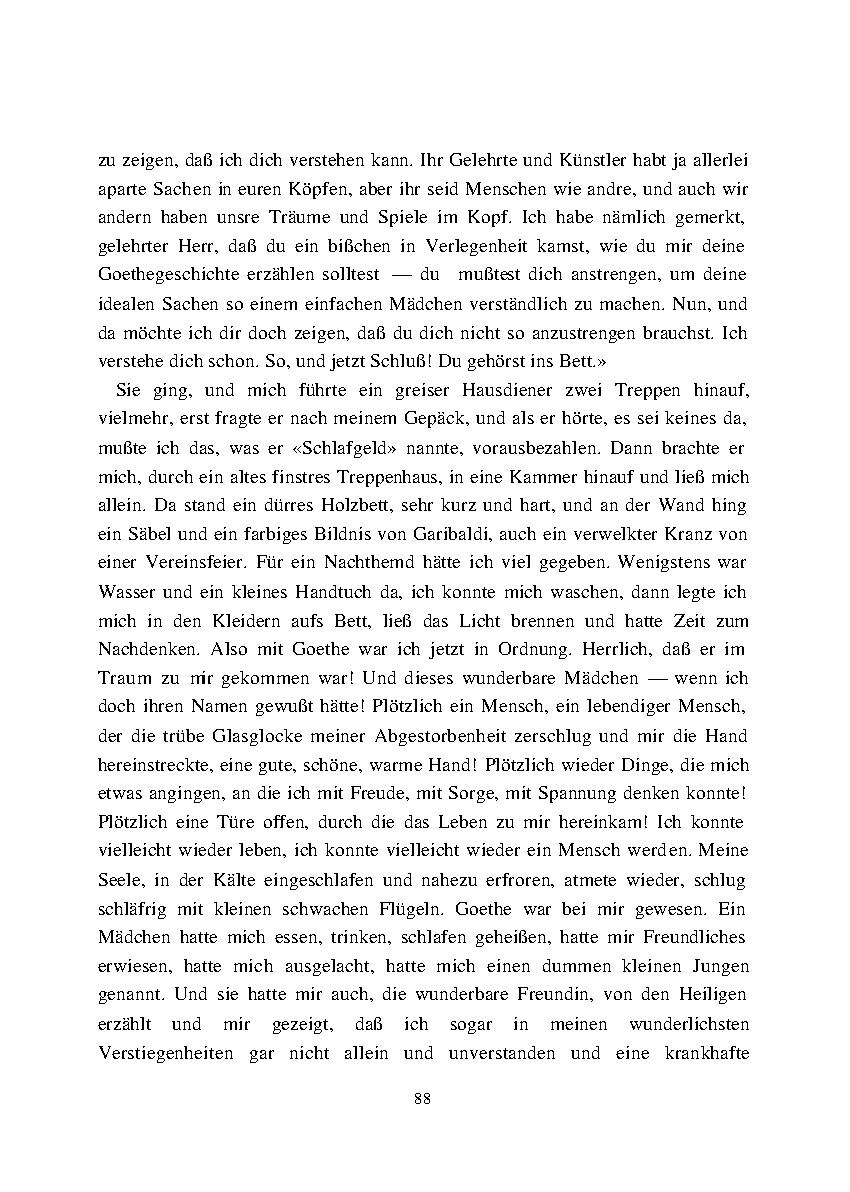 zu zeigen, daß ich dich verstehen kann. Ihr Gelehrte und Künstler habt ja allerlei
aparte Sachen in euren Köpfen, aber ihr seid Menschen wie andre, und auch wir
andern haben unsre Träume und Spiele im Kopf. Ich habe nämlich gemerkt,
gelehrter Herr, daß du ein bißchen in Verlegenheit kamst, wie du mir deine
Goethegeschichte erzählen solltest — du mußtest dich anstrengen, um deine
idealen Sachen so einem einfachen Mädchen verständlich zu machen. Nun, und
da möchte ich dir doch zeigen, daß du dich nicht so anzustrengen brauchst. Ich
verstehe dich schon. So, und jetzt Schluß! Du gehörst ins Bett.»
Sie ging, und mich führte ein greiser Hausdiener zwei Treppen hinauf,
vielmehr, erst fragte er nach meinem Gepäck, und als er hörte, es sei keines da,
mußte ich das, was er «Schlafgeld» nannte, vorausbezahlen. Dann brachte er
mich, durch ein altes finstres Treppenhaus, in eine Kammer hinauf und ließ mich
allein. Da stand ein dürres Holzbett, sehr kurz und hart, und an der Wand hing
ein Säbel und ein farbiges Bildnis von Garibaldi, auch ein verwelkter Kranz von
einer Vereinsfeier. Für ein Nachthemd hätte ich viel gegeben. Wenigstens war
Wasser und ein kleines Handtuch da, ich konnte mich waschen, dann legte ich
mich in den Kleidern aufs Bett, ließ das Licht brennen und hatte Zeit zum
Nachdenken. Also mit Goethe war ich jetzt in Ordnung. Herrlich, daß er im
Traum zu mir gekommen war! Und dieses wunderbare Mädchen — wenn ich
doch ihren Namen gewußt hätte! Plötzlich ein Mensch, ein lebendiger Mensch,
der die trübe Glasglocke meiner Abgestorbenheit zerschlug und mir die Hand
hereinstreckte, eine gute, schöne, warme Hand! Plötzlich wieder Dinge, die mich
etwas angingen, an die ich mit Freude, mit Sorge, mit Spannung denken konnte!
Plötzlich eine Türe offen, durch die das Leben zu mir hereinkam! Ich konnte
vielleicht wieder leben, ich konnte vielleicht wieder ein Mensch werden. Meine
Seele, in der Kälte eingeschlafen und nahezu erfroren, atmete wieder, schlug
schläfrig mit kleinen schwachen Flügeln. Goethe war bei mir gewesen. Ein
Mädchen hatte mich essen, trinken, schlafen geheißen, hatte mir Freundliches
erwiesen, hatte mich ausgelacht, hatte mich einen dummen kleinen Jungen
genannt. Und sie hatte mir auch, die wunderbare Freundin, von den Heiligen
erzählt und mir gezeigt, daß ich sogar in meinen wunderlichsten
Verstiegenheiten gar nicht allein und unverstanden und eine krankhafte
88